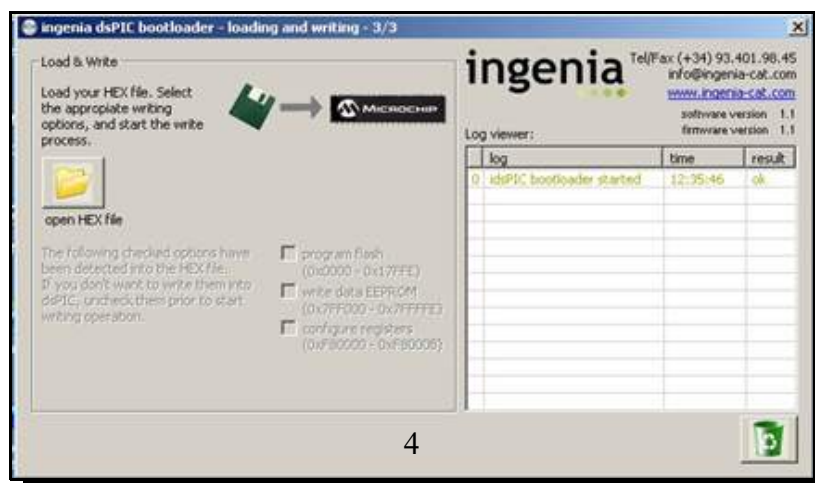 ingenia dsPIC bootloader - loading and writing - 3/3
Load & Write
Load your HEX file. Select
the appropiate writing
options, and start the write
process.
MICROCHIP
open HEX file
The following checked options have
been detected into the HEX file.
If you don't want to write them into
dsPIC, uncheck them prior to start
writing operation.
program flash
(0x0000 - 0x17FFE)
write data EEPROM
(0x7FF000 - 0x7FFFFE)
configure registers
(0xF80000 - 0xF80006)
ingenia
Tel/Fax (+34) 93.401.98.45
info@ingenia-cat.com
www.ingenia-cat.com
software version 1.1
firmware version 1.1
Log viewer:
log time result
0 idsPIC bootloader started 12:35:46 ok
4